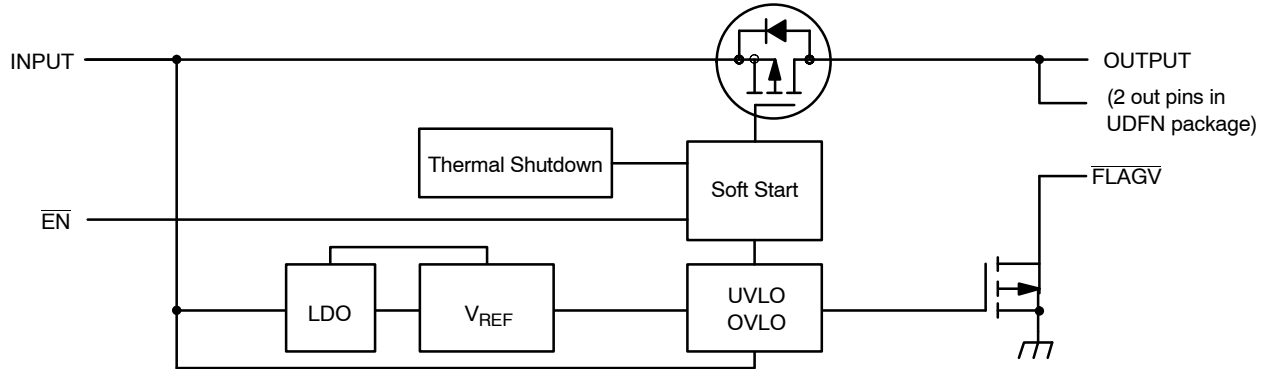 INPUT
OUTPUT
(2 out pins in
UDFN package)
Thermal Shutdown
Soft Start
FLAGV
EN
LDO
VREF
UVLO
OVLO